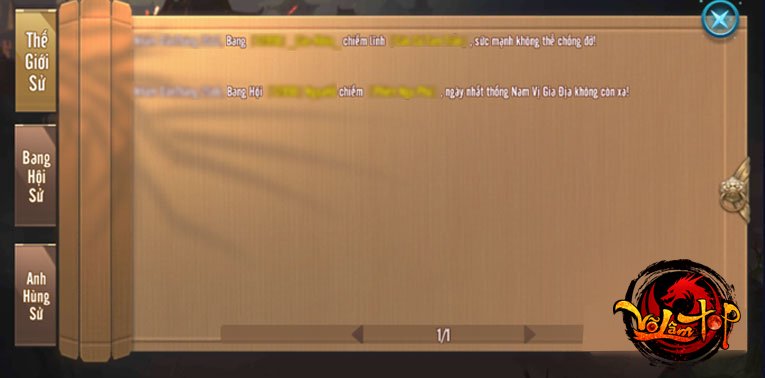 Thế
Giới
Sử
Bang chiếm lĩnh , sức mạnh không thể chống đỡ!
Bang Hội chiếm , ngày nhất thống Nam Vị Gia Địa không còn xa!
Bang
Hội
Sử
Anh
Hùng
Sử
1/1
Võ Lâm Top